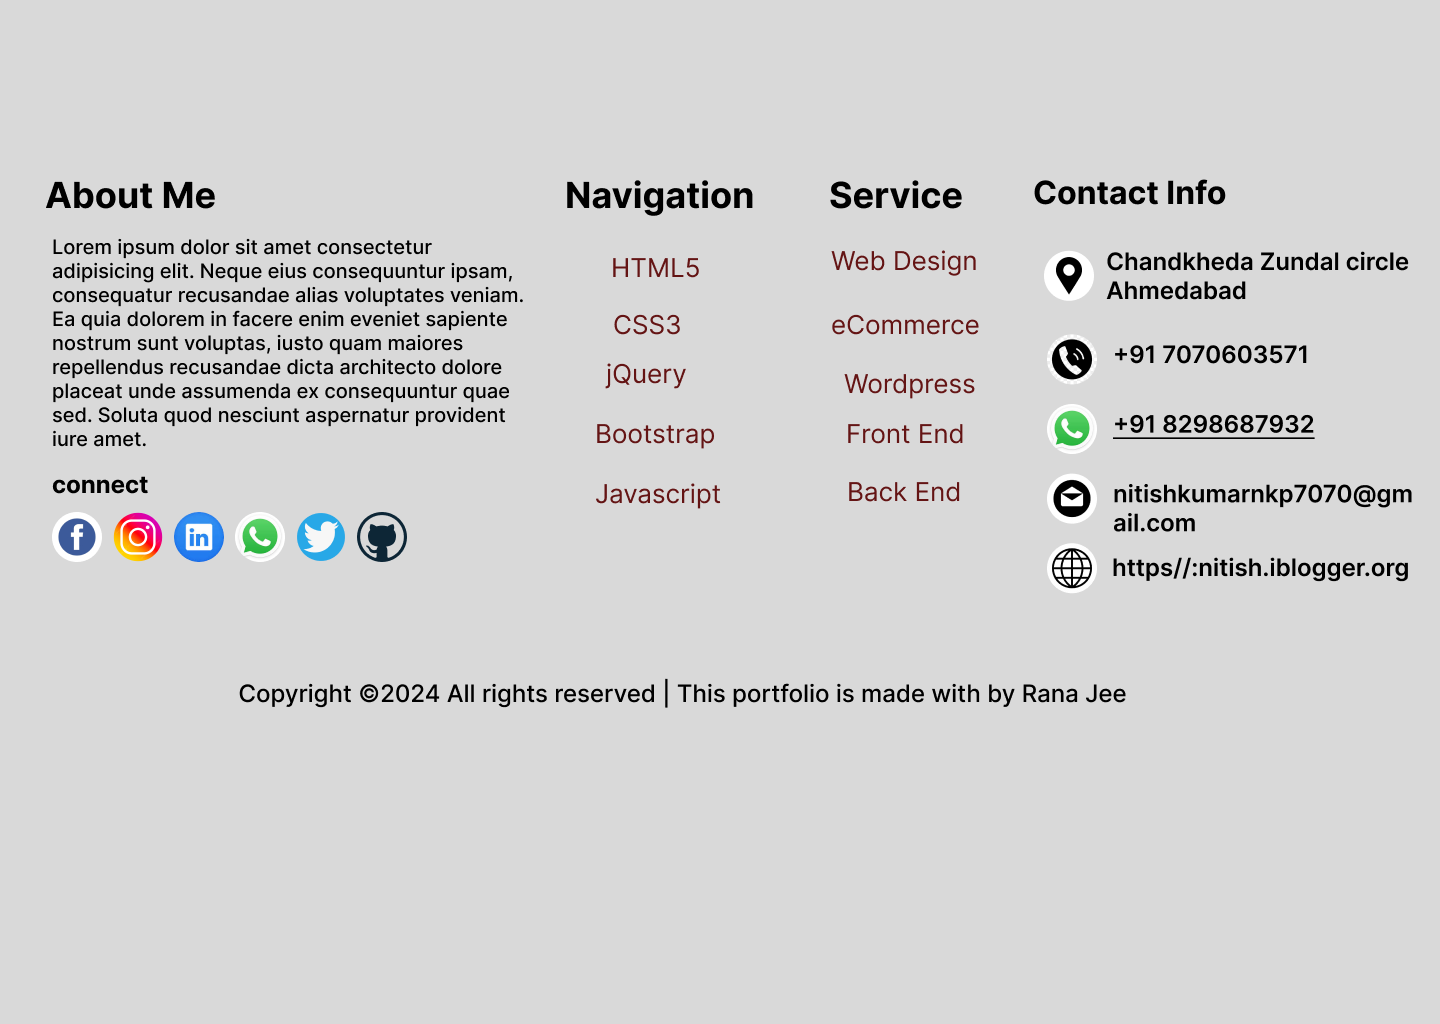 About Me
Lorem ipsum dolor sit amet consectetur
adipisicing elit. Neque eius consequuntur ipsam,
consequatur recusandae alias voluptates veniam.
Ea quia dolorem in facere enim eveniet sapiente
nostrum sunt voluptas, iusto quam maiores
repellendus recusandae dicta architecto dolore
placeat unde assumenda ex consequuntur quae
sed. Soluta quod nesciunt aspernatur provident
iure amet.
connect
Navigation
HTML5
CSS3
jQuery
Bootstrap
Javascript
Service
Web Design
eCommerce
Wordpress
Front End
Back End
Contact Info
Chandkheda Zundal circle
Ahmedabad
+91 7070603571
+91 8298687932
nitishkumarnkp7070@gm
ail.com
https//:nitish.iblogger.org
Copyright ©2024 All rights reserved | This portfolio is made with by Rana Jee